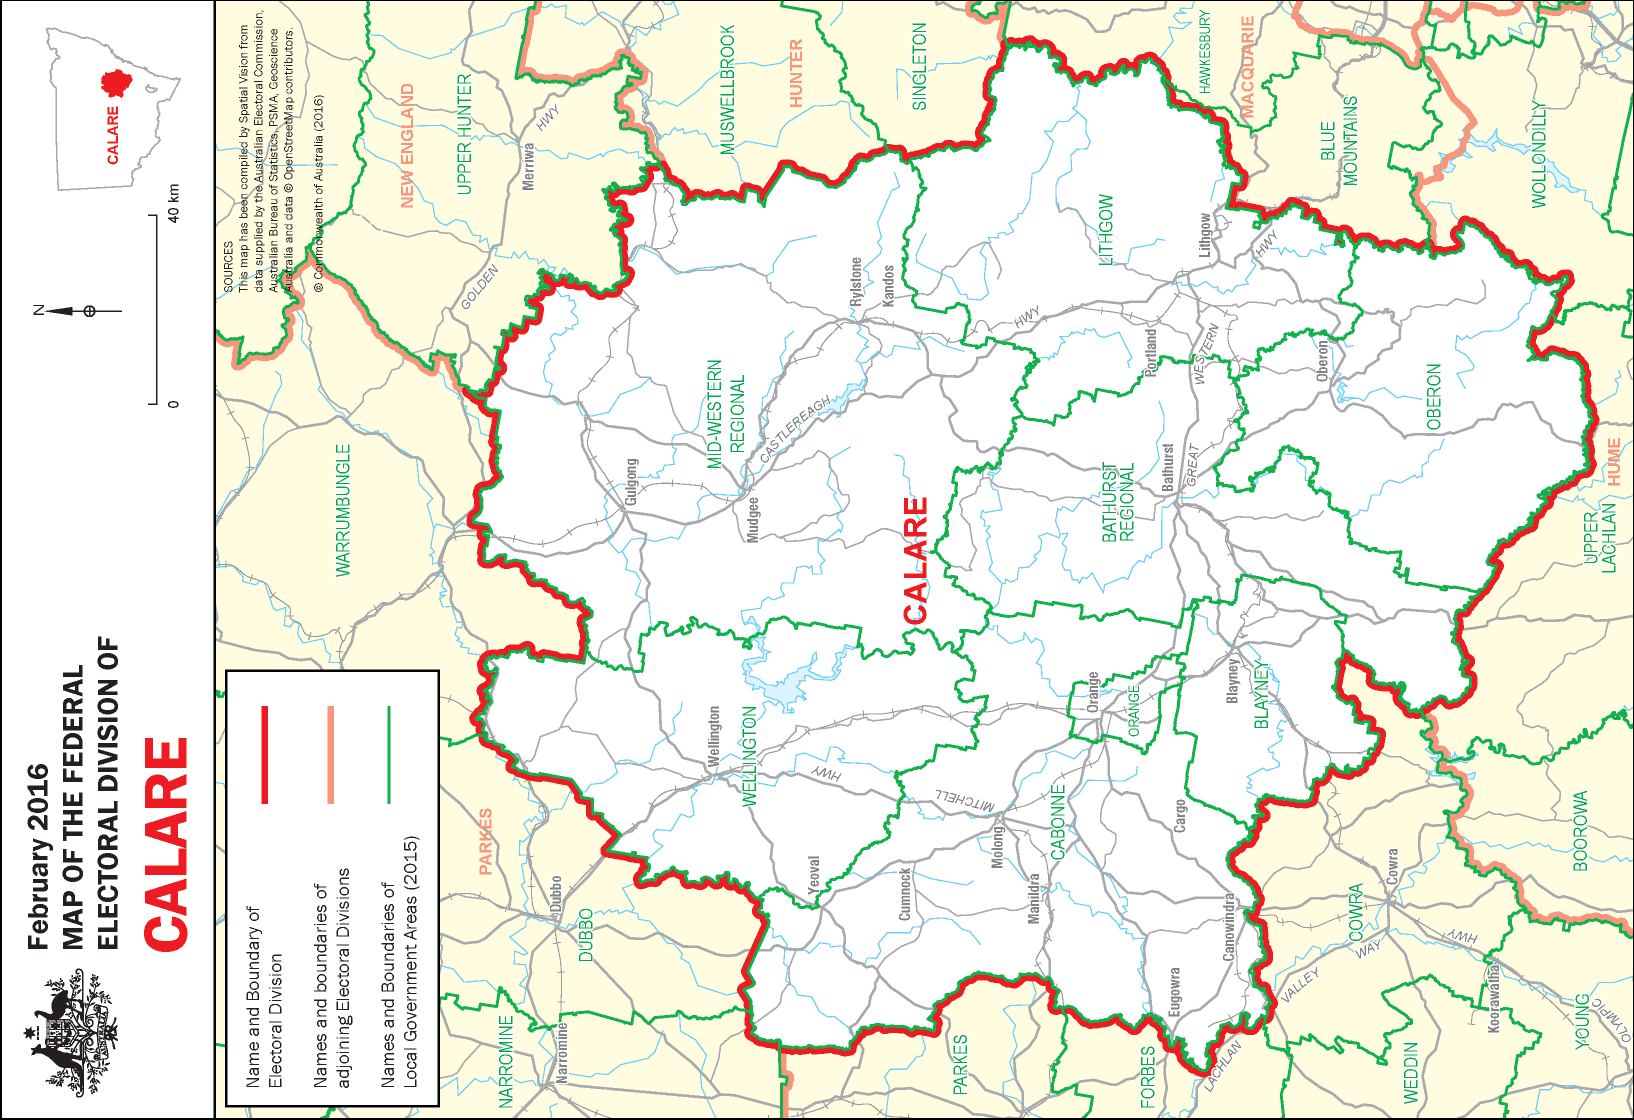 February 2016
MAP OF THE FEDERAL
ELECTORAL DIVISION OF
CALARE
N
0
40 km
CALARE
Name and Boundary of
Electoral Division
Names and boundaries of
adjoining Electoral Divisions
Names and Boundaries of
Local Government Areas (2015)
SOURCES
This map has been compiled by Spatial Vision from
data supplied by the Australian Electoral Commission,
Australian Bureau of Statistics, PSMA, Geoscience
Australia and data © OpenStreetMap contributors.
© Commonwealth of Australia (2016)
WARRUMBUNGLE
NEW ENGLAND
UPPER HUNTER
GOLDEN
HWY
Merriwa
PARKES
Dubbo
DUBBO
NARROMINE
Narromine
Gulgong
MUSWELLBROOK
HUNTER
SINGLETON
MID-WESTERN
REGIONAL
Mudgee
CASTLEREAGH
Rylstone
Kandos
HWY
Wellington
WELLINGTON
HWY
Yeoval
CALARE
Cumnock
MITCHELL
Molong
Manildra
CABONNE
PARKES
LITHGOW
Lithgow
HWY
Portland
WESTERN
BATHURST
REGIONAL
Bathurst
GREAT
Orange
ORANGE
Cargo
Blayney
BLAYNEY
Canowindra
Eugowra
FORBES
LACHLAN
VALLEY
WAY
HAWKESBURY
MACQUARIE
BLUE
MOUNTAINS
WOLLONDILLY
Oberon
OBERON
HUME
UPPER
LACHLAN
COWRA
Cowra
HWY
WEDDIN
Koorawatha
BOOROWA
YOUNG
OLYMPIC